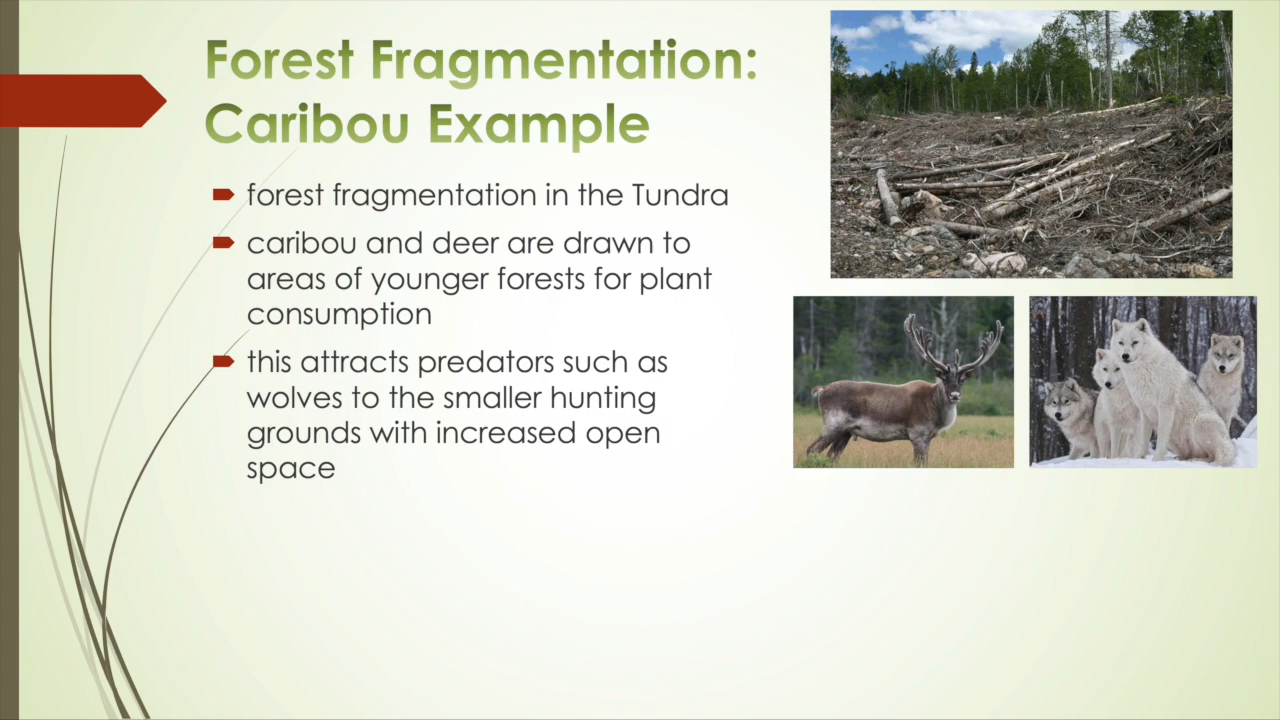 Forest Fragmentation:
Caribou Example
forest fragmentation in the Tundra
caribou and deer are drawn to
areas of younger forests for plant
consumption
this attracts predators such as
wolves to the smaller hunting
grounds with increased open
space